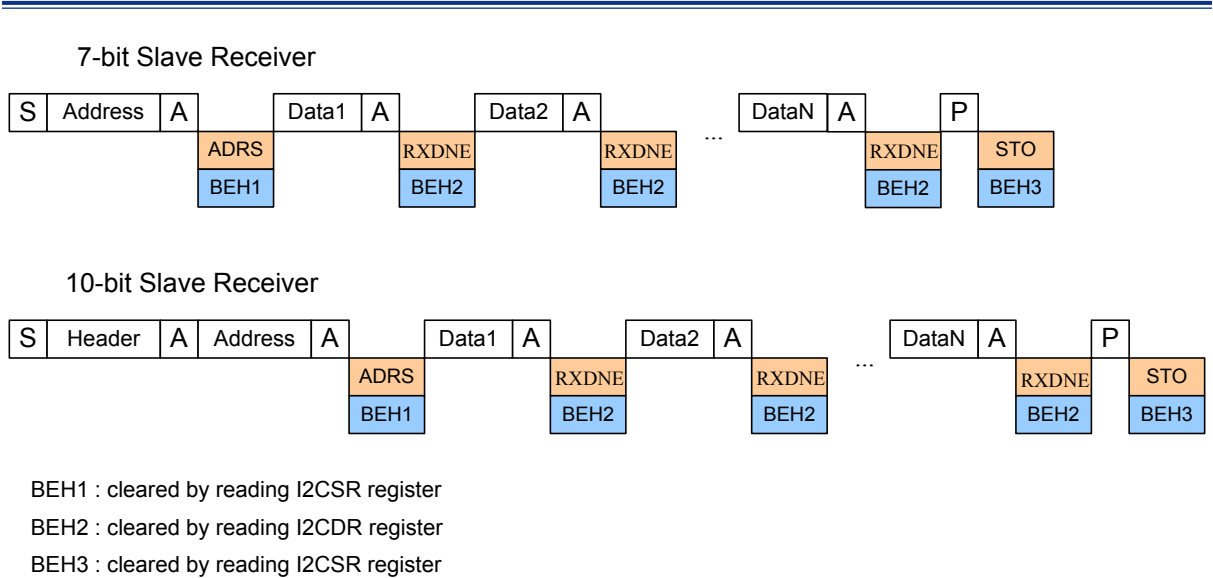 7-bit Slave Receiver
S Address A Data1 A Data2 A ... DataN A P
ADRS RXDNE RXDNE RXDNE STO
BEH1 BEH2 BEH2 BEH2 BEH3
10-bit Slave Receiver
S Header A Address A Data1 A Data2 A ... DataN A P
ADRS RXDNE RXDNE RXDNE STO
BEH1 BEH2 BEH2 BEH2 BEH3
BEH1 : cleared by reading I2CSR register
BEH2 : cleared by reading I2CDR register
BEH3 : cleared by reading I2CSR register